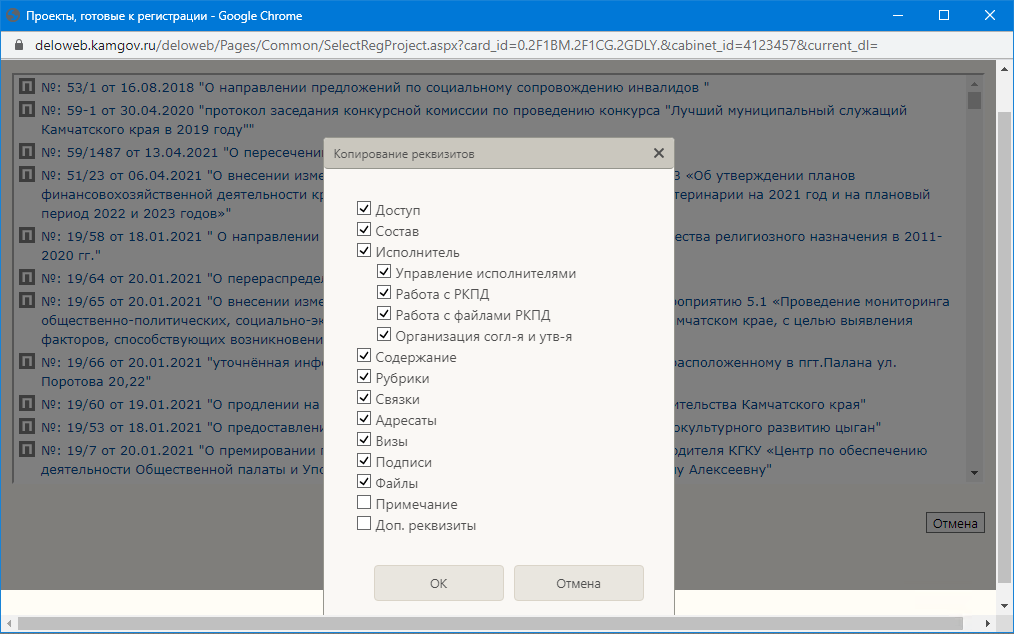 Проекты, готовые к регистрации - Google Chrome
deloweb.kamgov.ru/deloweb/Pages/Common/SelectRegProject.aspx?card_id=0.2F1BM.2F1CG.2GDLY.&cabinet_id=4123457&current_dl=
П №: 53/1 от 16.08.2018 "О направлении предложений по социальному сопровождению инвалидов "
П №: 59-1 от 30.04.2020 "протокол заседания конкурсной комиссии по проведению конкурса "Лучший муниципальный служащий
Камчатского края в 2019 году""
П №: 59/1487 от 13.04.2021 "О пересечени
П №: 51/23 от 06.04.2021 "О внесении изме 3 «Об утверждении планов
финансовохозяйственной деятельности кр теринарии на 2021 год и на плановый
период 2022 и 2023 годов»"
П №: 19/58 от 18.01.2021 " О направлении ества религиозного назначения в 2011-
2020 гг."
П №: 19/64 от 20.01.2021 "О перераспредел
П №: 19/65 от 20.01.2021 "О внесении изме роприятию 5.1 «Проведение мониторинга
общественно-политических, социально-эк мчатском крае, с целью выявления
факторов, способствующих возникновени
П №: 19/66 от 20.01.2021 "уточнённая инф расположенному в пгт.Палана ул.
Поротова 20,22"
П №: 19/60 от 19.01.2021 "О продлении на ительства Камчатского края"
П №: 19/53 от 18.01.2021 "О предоставлени окультурному развитию цыган"
П №: 19/7 от 20.01.2021 "О премировании водителя КГКУ «Центр по обеспечению
деятельности Общественной палаты и Упо ну Алексеевну"
Отмена
Копирование реквизитов
Доступ
Состав
Исполнитель
Управление исполнителями
Работа с РКПД
Работа с файлами РКПД
Организация согл-я и утв-я
Содержание
Рубрики
Связки
Адресаты
Визы
Подписи
Файлы
Примечание
Доп. реквизиты
ОК
Отмена